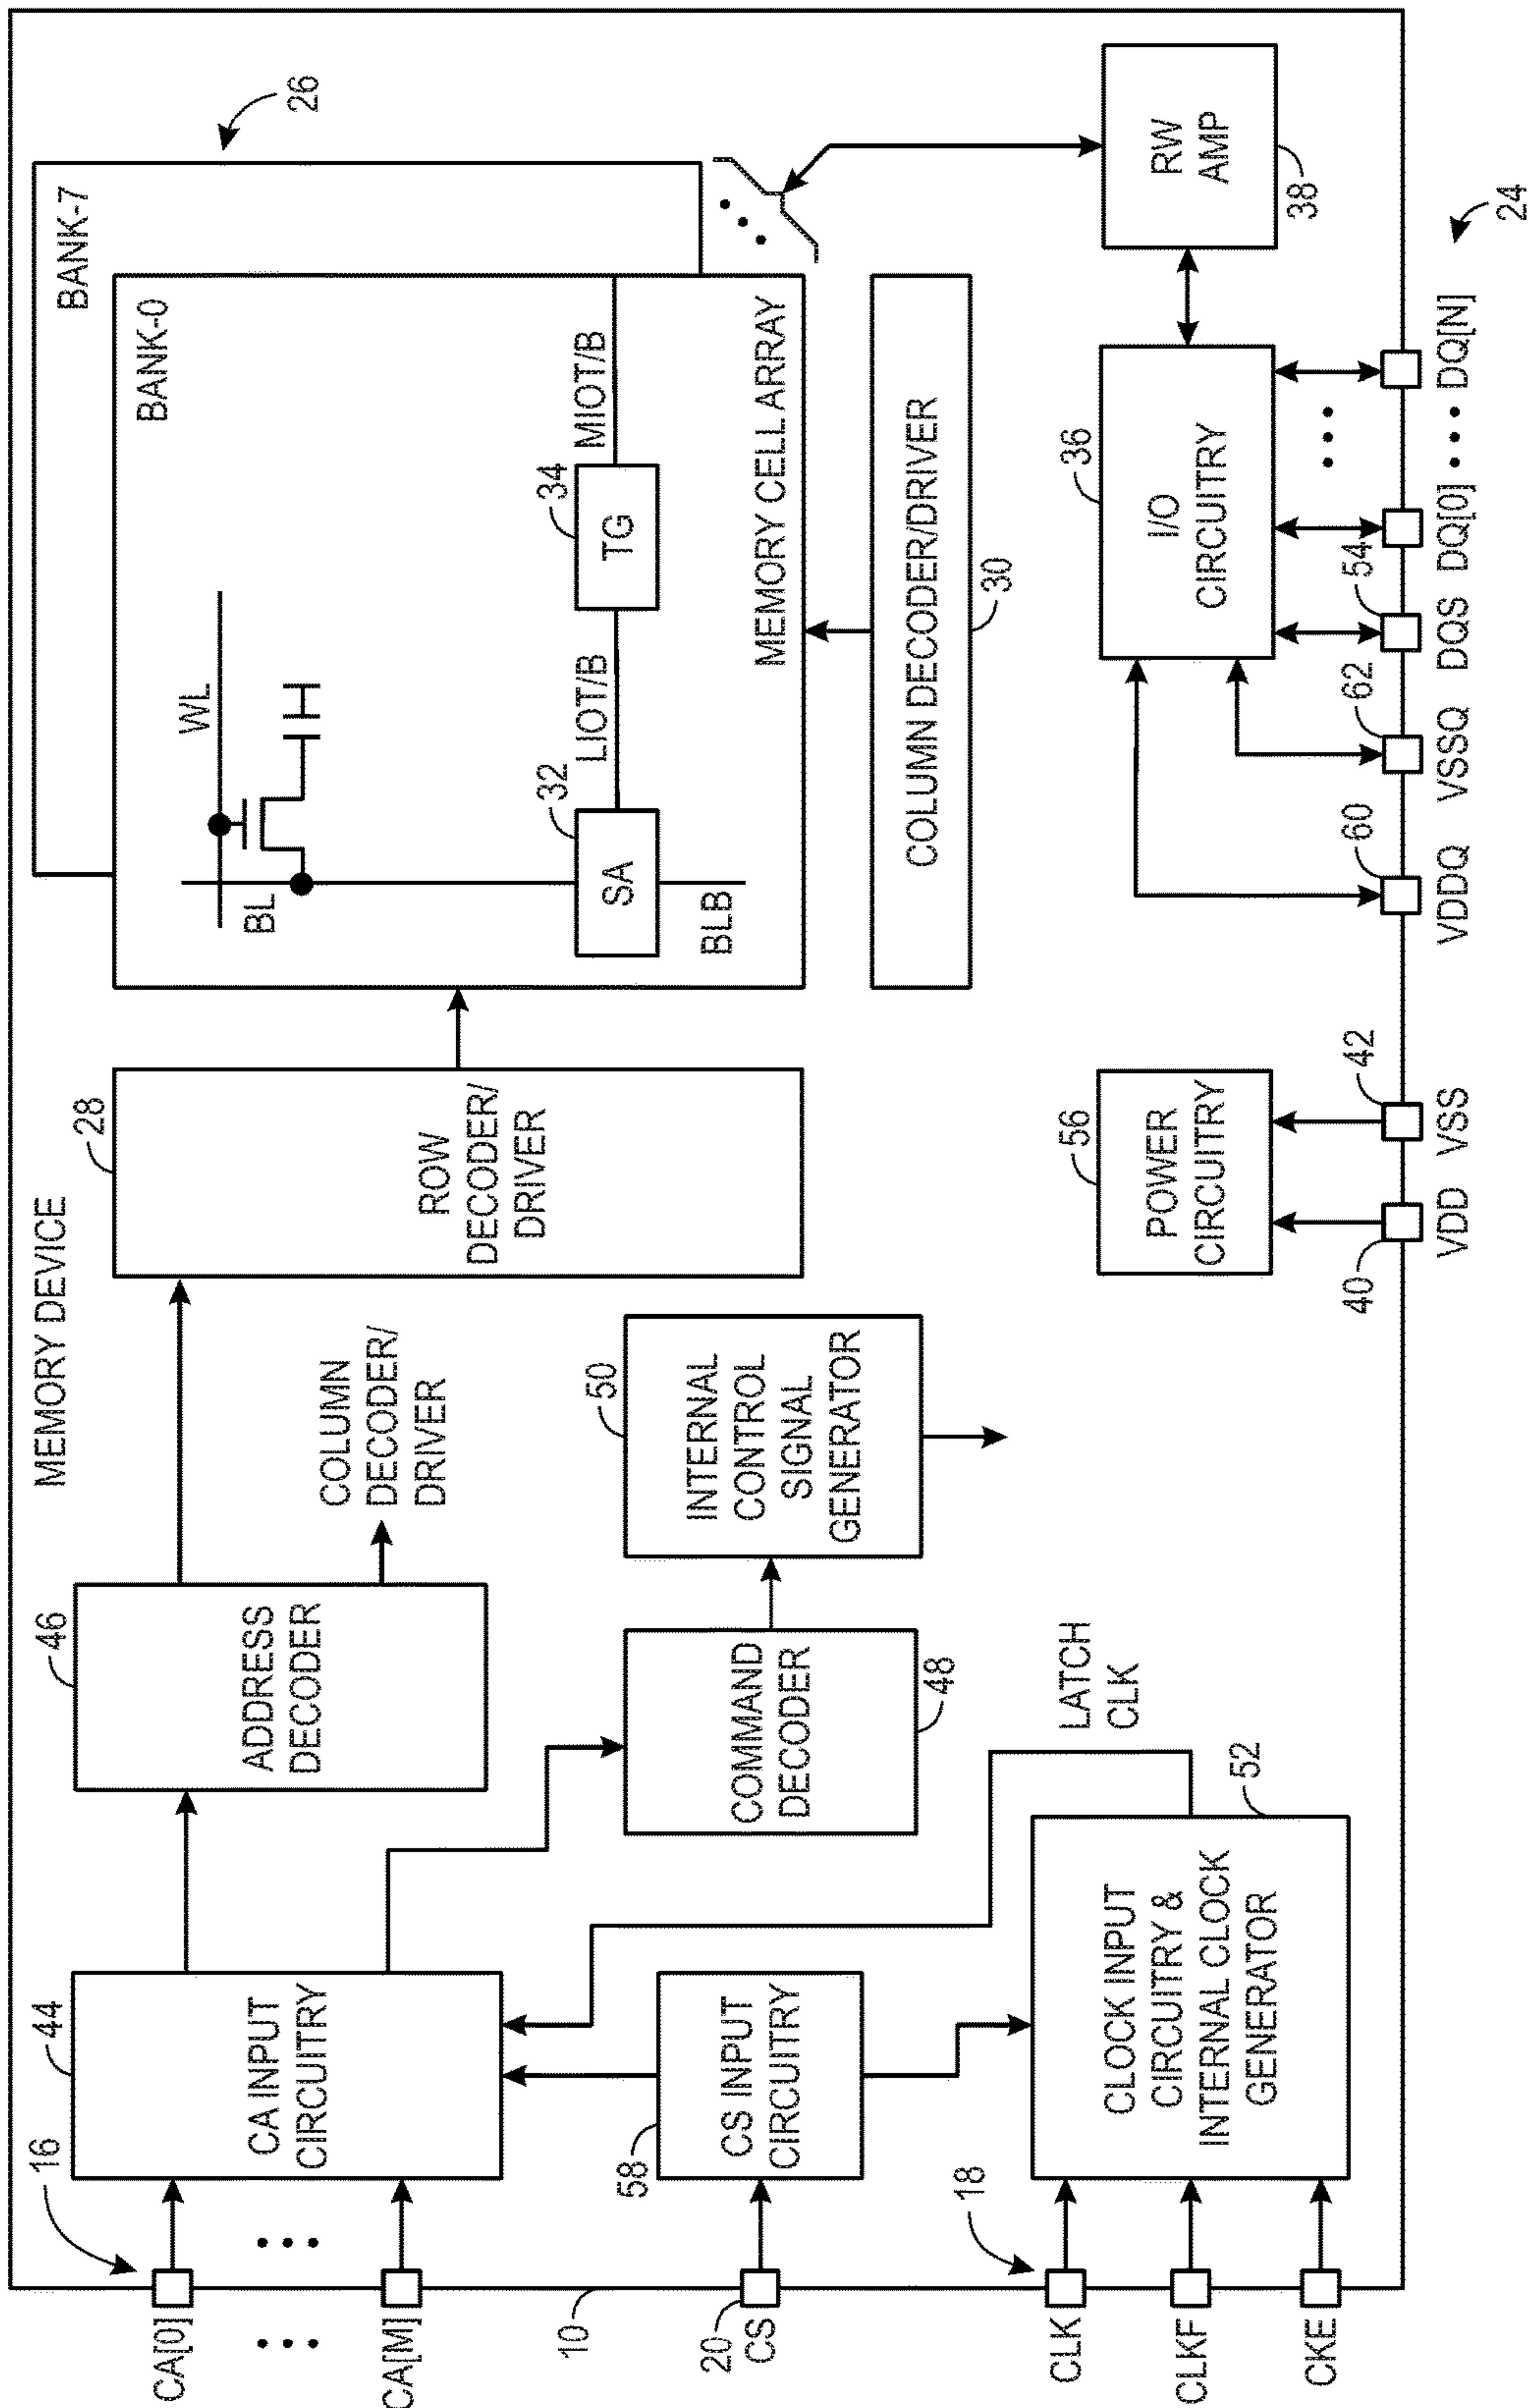 MEMORY DEVICE
16
CA[0]
CA[M]
10
20
CS
18
CLK
CLKF
CKE
44
CA INPUT
CIRCUITRY
58
CS INPUT
CIRCUITRY
CLOCK INPUT
CIRCUITRY &
INTERNAL CLOCK
GENERATOR
52
LATCH
CLK
46
ADDRESS
DECODER
COLUMN
DECODER/
DRIVER
COMMAND
DECODER
48
50
INTERNAL
CONTROL
SIGNAL
GENERATOR
28
ROW
DECODER/
DRIVER
BANK-7
26
BANK-0
WL
BL
32
SA
BLB
LIOT/B
34
TG
MIOT/B
MEMORY CELL ARRAY
COLUMN DECODER/DRIVER
30
56
POWER
CIRCUITRY
36
I/O
CIRCUITRY
RW
AMP
38
40
42
60
62
54
VDD
VSS
VDDQ
VSSQ
DQS
DQ[0]
DQ[N]
24